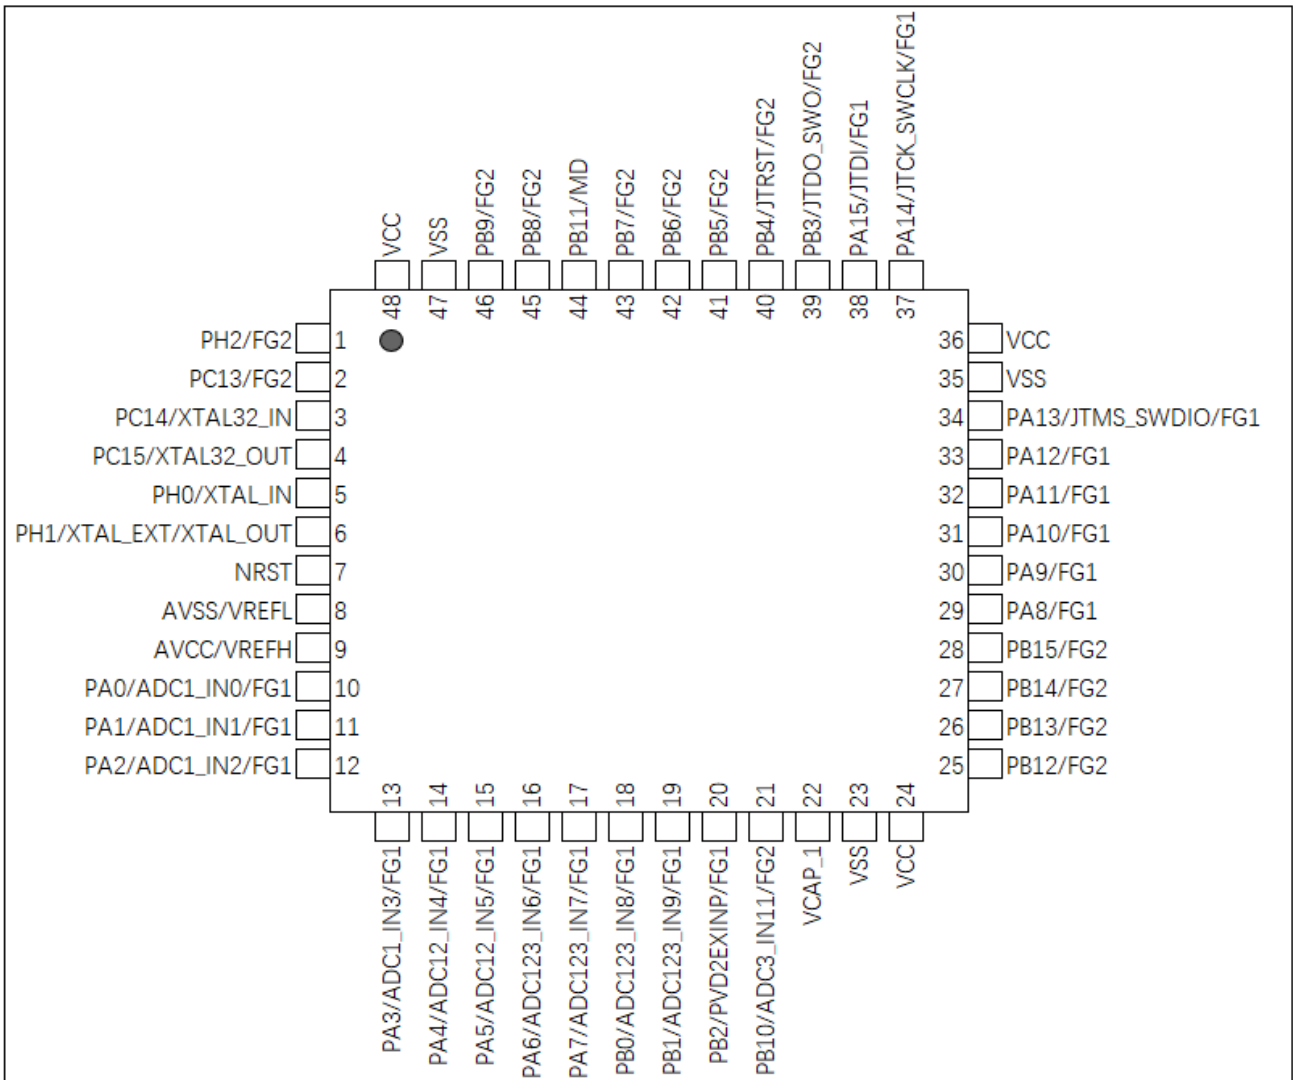 VCC
VSS
PB9/FG2
PB8/FG2
PB11/MD
PB7/FG2
PB6/FG2
PB5/FG2
PB4/JTRST/FG2
PB3/JTDO_SWO/FG2
PA15/JTDI/FG1
PA14/JTCK_SWCLK/FG1
48
47
46
45
44
43
42
41
40
39
38
37
PH2/FG2 1
PC13/FG2 2
PC14/XTAL32_IN 3
PC15/XTAL32_OUT 4
PH0/XTAL_IN 5
PH1/XTAL_EXT/XTAL_OUT 6
NRST 7
AVSS/VREFL 8
AVCC/VREFH 9
PA0/ADC1_IN0/FG1 10
PA1/ADC1_IN1/FG1 11
PA2/ADC1_IN2/FG1 12
36 VCC
35 VSS
34 PA13/JTMS_SWDIO/FG1
33 PA12/FG1
32 PA11/FG1
31 PA10/FG1
30 PA9/FG1
29 PA8/FG1
28 PB15/FG2
27 PB14/FG2
26 PB13/FG2
25 PB12/FG2
13
14
15
16
17
18
19
20
21
22
23
24
PA3/ADC1_IN3/FG1
PA4/ADC12_IN4/FG1
PA5/ADC12_IN5/FG1
PA6/ADC123_IN6/FG1
PA7/ADC123_IN7/FG1
PB0/ADC123_IN8/FG1
PB1/ADC123_IN9/FG1
PB2/PVD2EXINP/FG1
PB10/ADC3_IN11/FG2
VCAP_1
VSS
VCC